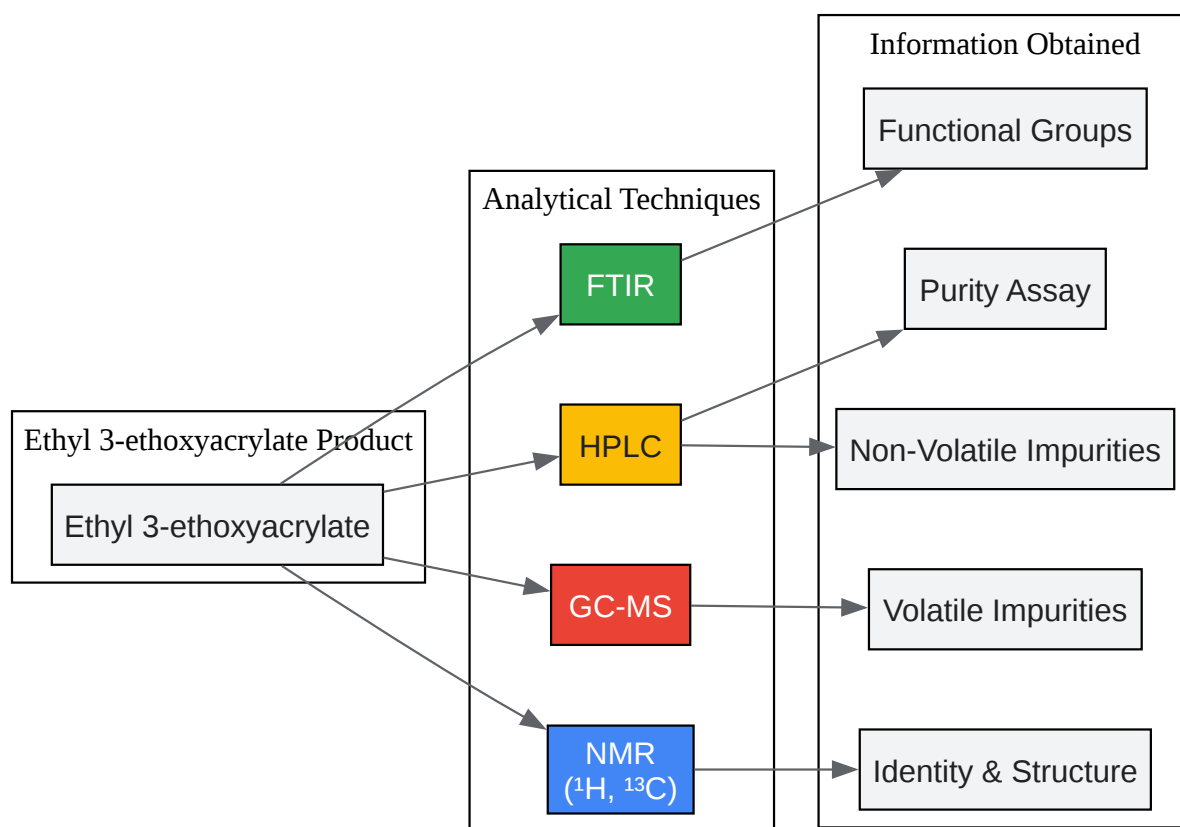 Ethyl 3-ethoxyacrylate Product
Ethyl 3-ethoxyacrylate
Analytical Techniques
FTIR
HPLC
GC-MS
NMR
(¹H, ¹³C)
Information Obtained
Functional Groups
Purity Assay
Non-Volatile Impurities
Volatile Impurities
Identity & Structure